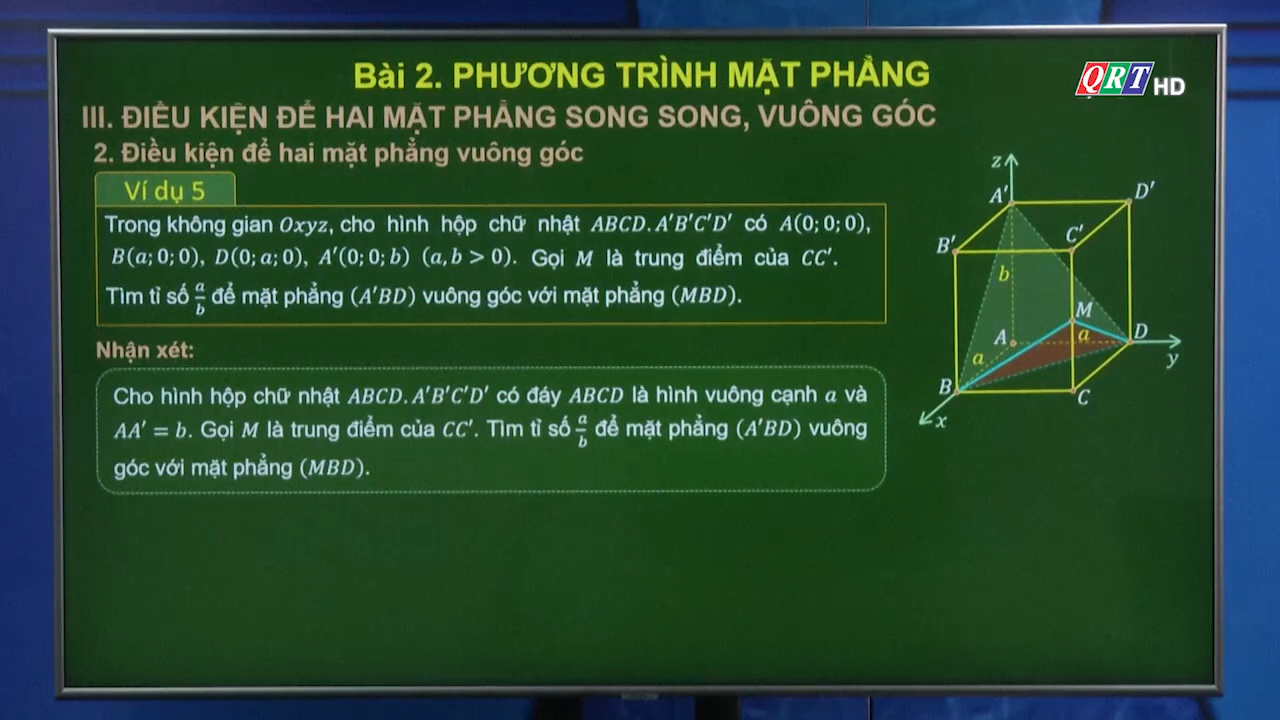 QRT HD
Bài 2. PHƯƠNG TRÌNH MẶT PHẲNG
III. ĐIỀU KIỆN ĐỂ HAI MẶT PHẲNG SONG SONG, VUÔNG GÓC
2. Điều kiện để hai mặt phẳng vuông góc
Ví dụ 5
Trong không gian Oxyz, cho hình hộp chữ nhật ABCD.A′B′C′D′ có A(0; 0; 0),
B(a; 0; 0), D(0; a; 0), A′(0; 0; b) (a, b > 0). Gọi M là trung điểm của CC′.
Tìm tỉ số a/b để mặt phẳng (A′BD) vuông góc với mặt phẳng (MBD).
Nhận xét:
Cho hình hộp chữ nhật ABCD.A′B′C′D′ có đáy ABCD là hình vuông cạnh a và
AA′ = b. Gọi M là trung điểm của CC′. Tìm tỉ số a/b để mặt phẳng (A′BD) vuông
góc với mặt phẳng (MBD).
z
A′
D′
B′
C′
b
M
A
a
D
a
y
B
C
x